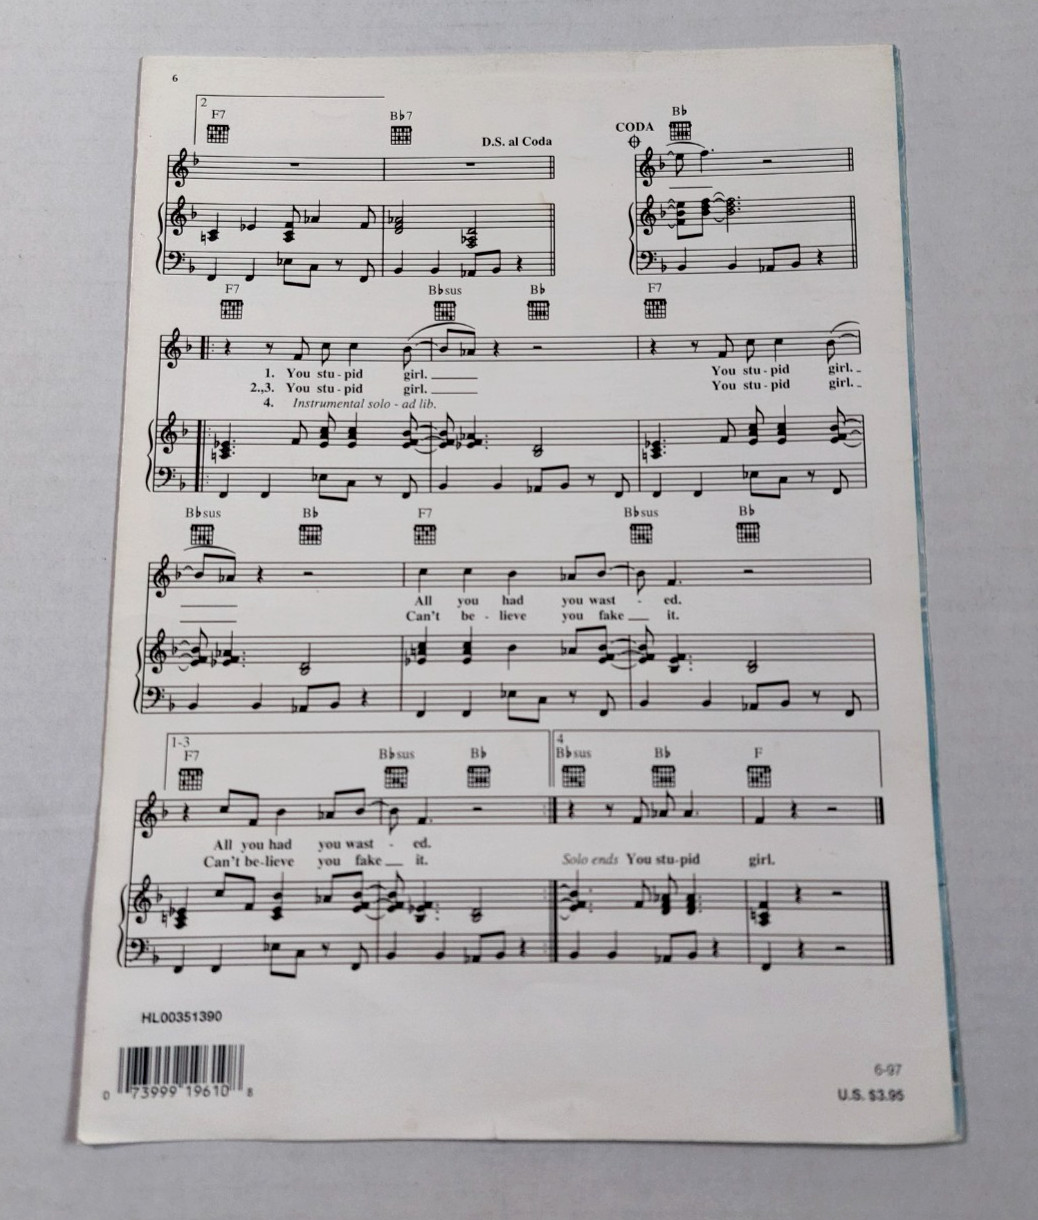 6
2
F7 B♭7 D.S. al Coda CODA B♭
F7 B♭sus B♭ F7
1. You stu - pid girl. You stu - pid girl.
2.,3. You stu - pid girl. You stu - pid girl.
4. Instrumental solo - ad lib.
B♭sus B♭ F7 B♭sus B♭
All you had you wast - ed.
Can't be - lieve you fake it.
1-3 4
F7 B♭sus B♭ B♭sus B♭ F
All you had you wast - ed.
Can't be-lieve you fake it. Solo ends You stu-pid girl.
HL00351390
0 73999 19610 8
6-97
U.S. $3.95